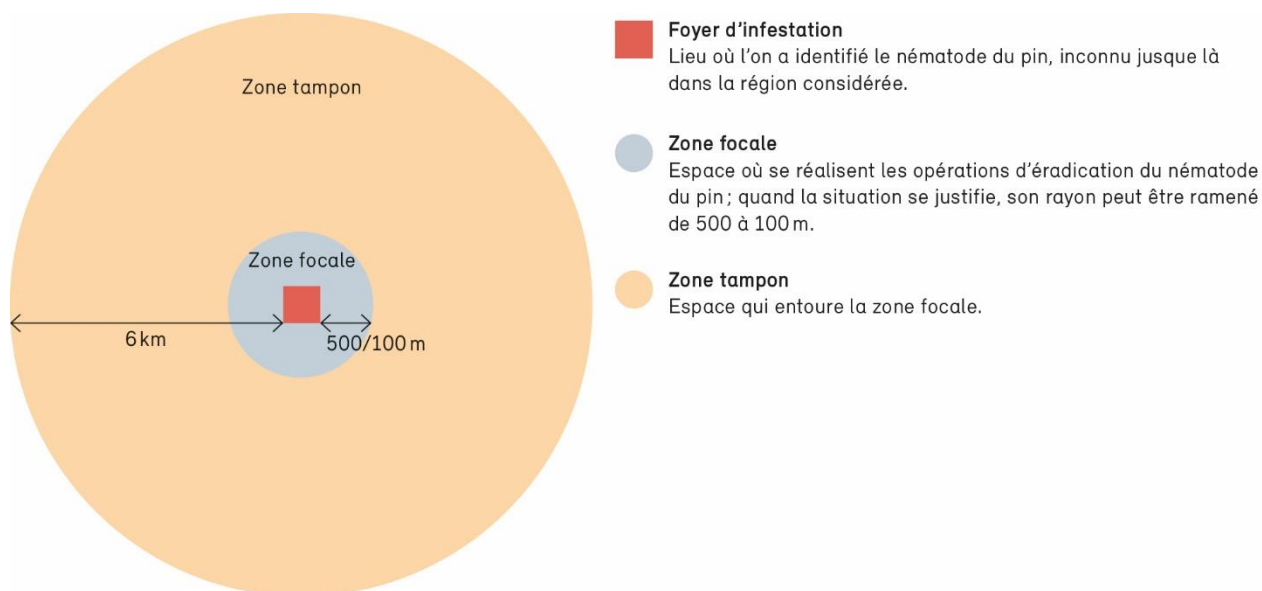 Zone tampon
Zone focale
6 km
500/100 m
Foyer d’infestation
Lieu où l’on a identifié le nématode du pin, inconnu jusque là
dans la région considérée.
Zone focale
Espace où se réalisent les opérations d’éradication du nématode
du pin ; quand la situation se justifie, son rayon peut être ramené
de 500 à 100 m.
Zone tampon
Espace qui entoure la zone focale.